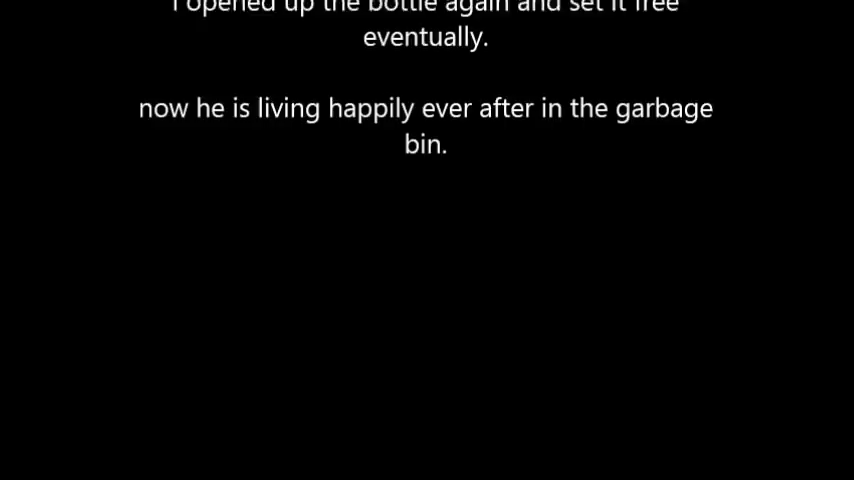 I opened up the bottle again and set it free
eventually.
now he is living happily ever after in the garbage
bin.